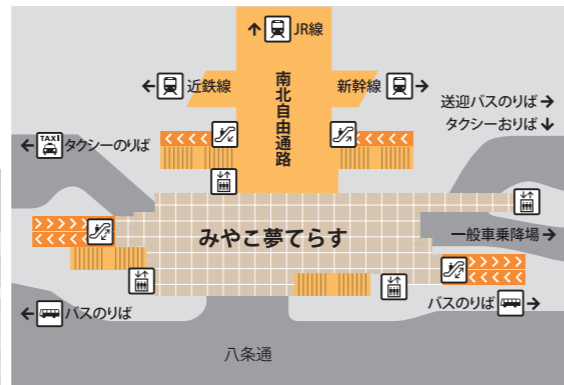 ↑ JR線
← 近鉄線
新幹線 →
南北自由通路
送迎バスのりば →
タクシーおりば ↓
← TAXI タクシーのりば
みやこ夢てらす
一般車乗降場 →
← バスのりば
バスのりば →
八条通